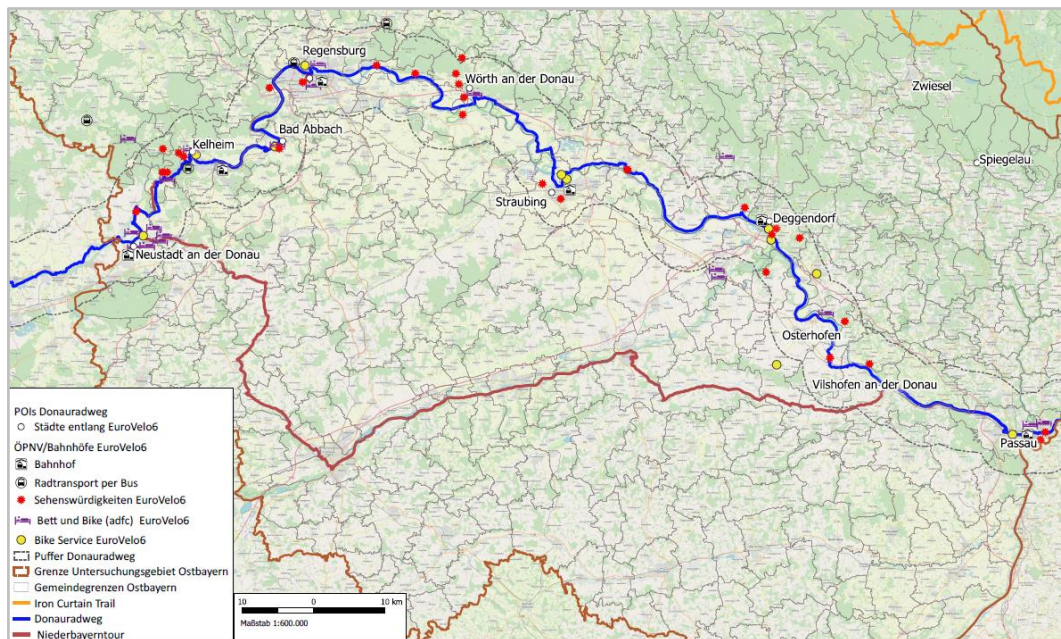 Regensburg
Wörth an der Donau
Zwiesel
Bad Abbach
Kelheim
Spiegelau
Straubing
Deggendorf
Neustadt an der Donau
Osterhofen
Vilshofen an der Donau
Passau
POIs Donauradweg
Städte entlang EuroVelo6
ÖPNV/Bahnhöfe EuroVelo6
Bahnhof
Radtransport per Bus
Sehenswürdigkeiten EuroVelo6
Bett und Bike (adfc) EuroVelo6
Bike Service EuroVelo6
Puffer Donauradweg
Grenze Untersuchungsgebiet Ostbayern
Gemeindegrenzen Ostbayern
Iron Curtain Trail
Donauradweg
Niederbayerntour
10 0 10 km
Maßstab 1:600.000